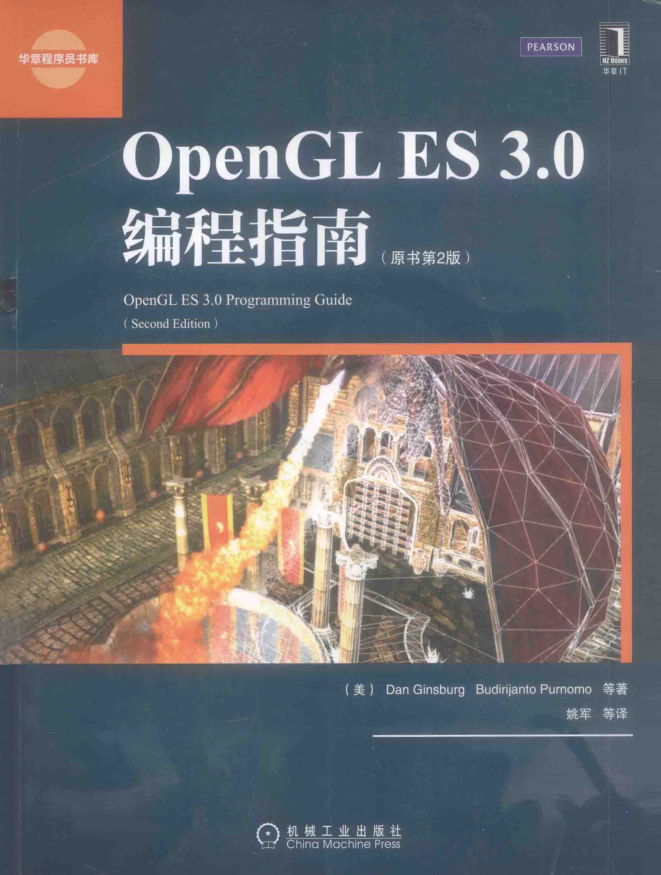 华章程序员书库
PEARSON
HZ Books
华章IT
OpenGL ES 3.0
编程指南（原书第2版）
OpenGL ES 3.0 Programming Guide
（Second Edition）
（美） Dan Ginsburg Budirijanto Purnomo 等著
姚军 等译
机械工业出版社
China Machine Press